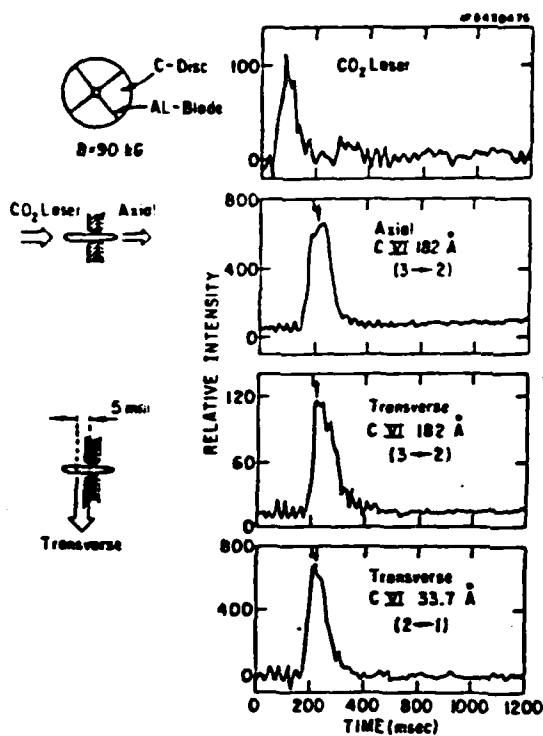 C-Disc
AL-Blade
B=90 kG
CO₂ Laser
Axial
5 mm
Transverse
RELATIVE INTENSITY
100
0
CO₂ Laser
800
400
0
Axial
C VI 182 Å
(3→2)
120
60
0
Transverse
C VI 182 Å
(3→2)
800
400
0
Transverse
C VI 33.7 Å
(2→1)
0 200 400 800 1000 1200
TIME (msec)